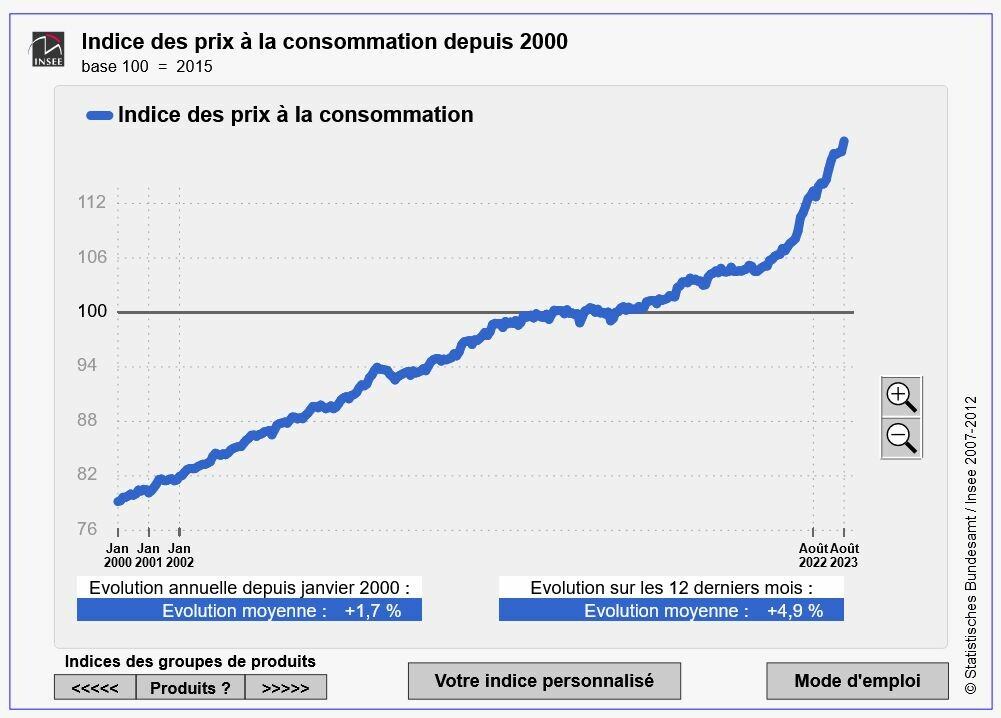 INSEE
Indice des prix à la consommation depuis 2000
base 100 = 2015
Indice des prix à la consommation
112
106
100
94
88
82
76
Jan Jan Jan Août Août
2000 2001 2002 2022 2023
Evolution annuelle depuis janvier 2000 :
Evolution moyenne : +1,7 %
Evolution sur les 12 derniers mois :
Evolution moyenne : +4,9 %
Indices des groupes de produits
<<<<< Produits ? >>>>>
Votre indice personnalisé
Mode d'emploi
© Statistisches Bundesamt / Insee 2007-2012